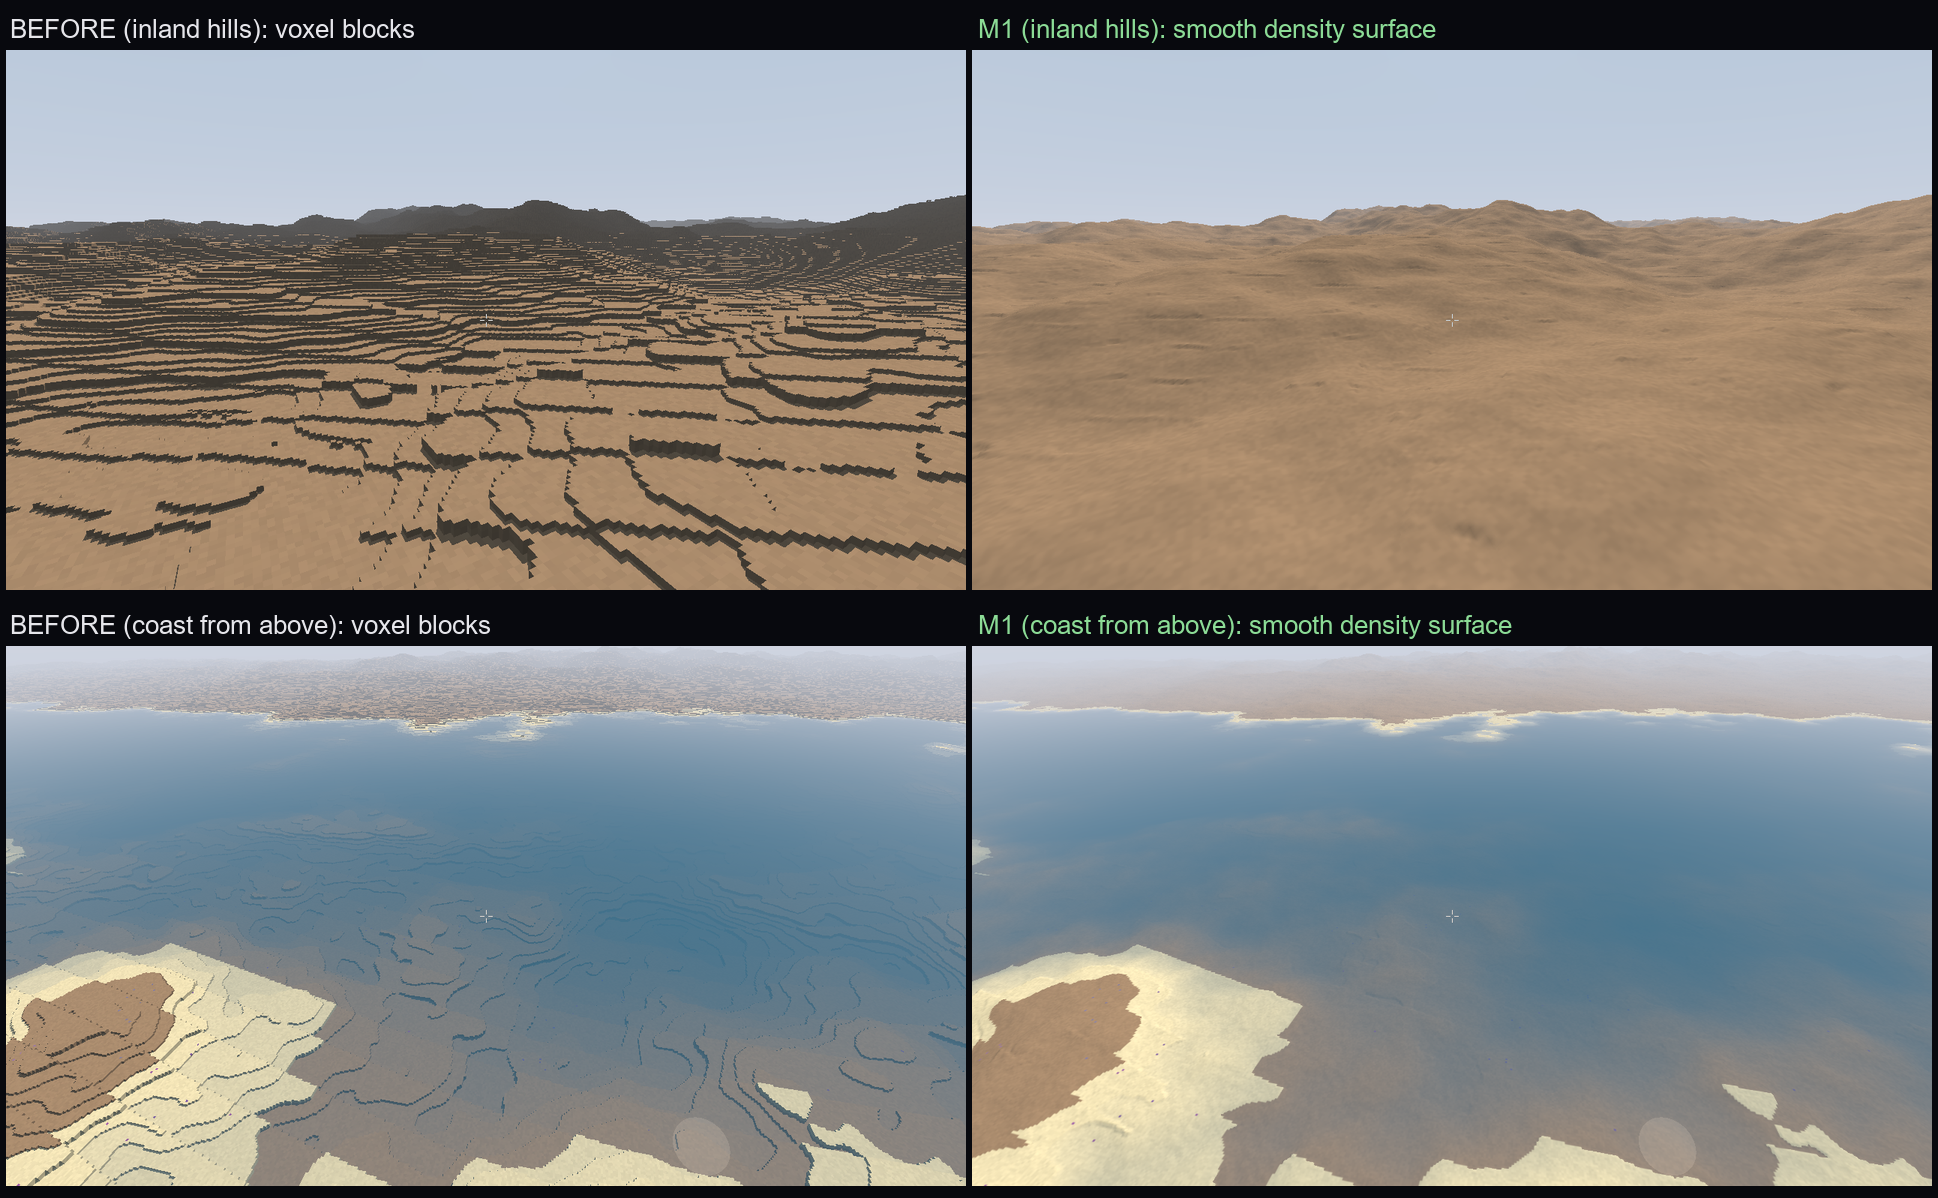 BEFORE (inland hills): voxel blocks
M1 (inland hills): smooth density surface
BEFORE (coast from above): voxel blocks
M1 (coast from above): smooth density surface